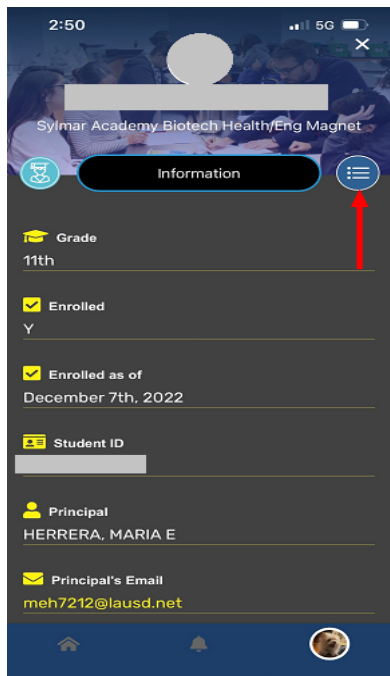 2:50
5G
Sylmar Academy Biotech Health/Eng Magnet
Information
Grade
11th
Enrolled
Y
Enrolled as of
December 7th, 2022
Student ID
Principal
HERRERA, MARIA E
Principal's Email
meh7212@lausd.net